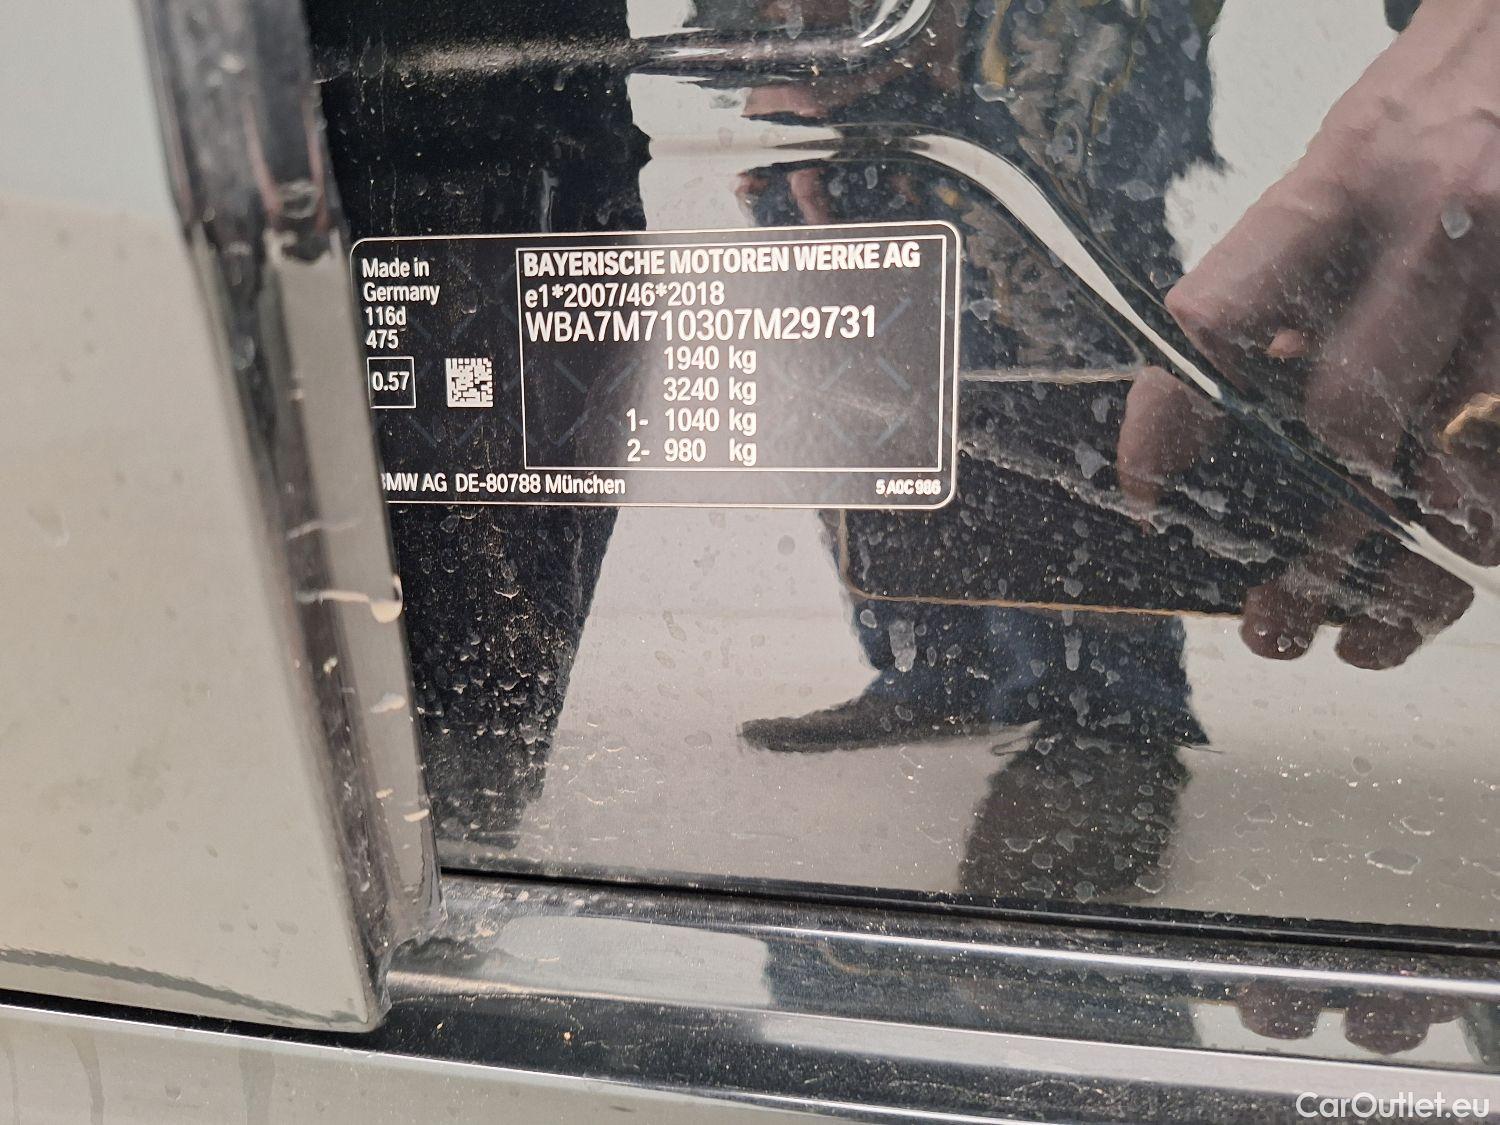 Made in
Germany
116d
475
0.57
BAYERISCHE MOTOREN WERKE AG
e1*2007/46*2018
WBA7M710307M29731
1940 kg
3240 kg
1- 1040 kg
2- 980 kg
BMW AG DE-80788 München
5 A0C 986
CarOutlet.eu